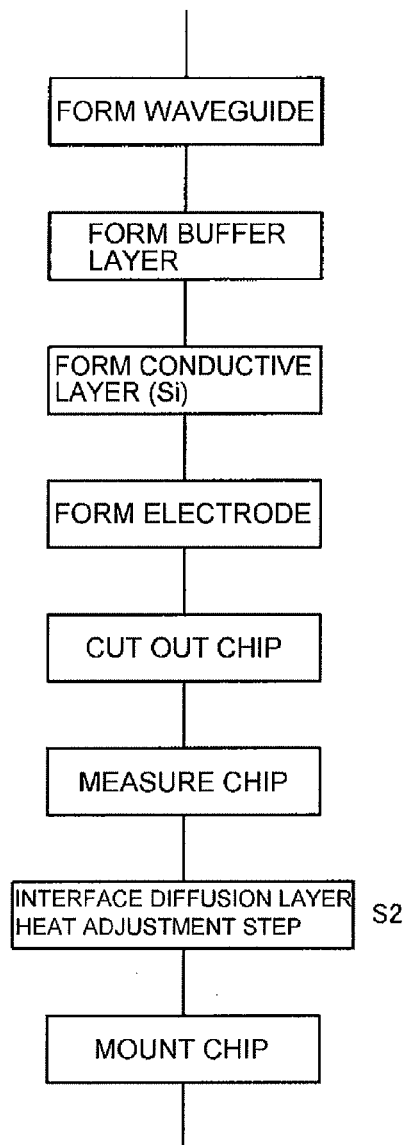 FORM WAVEGUIDE
FORM BUFFER
LAYER
FORM CONDUCTIVE
LAYER (Si)
FORM ELECTRODE
CUT OUT CHIP
MEASURE CHIP
INTERFACE DIFFUSION LAYER
HEAT ADJUSTMENT STEP
S2
MOUNT CHIP